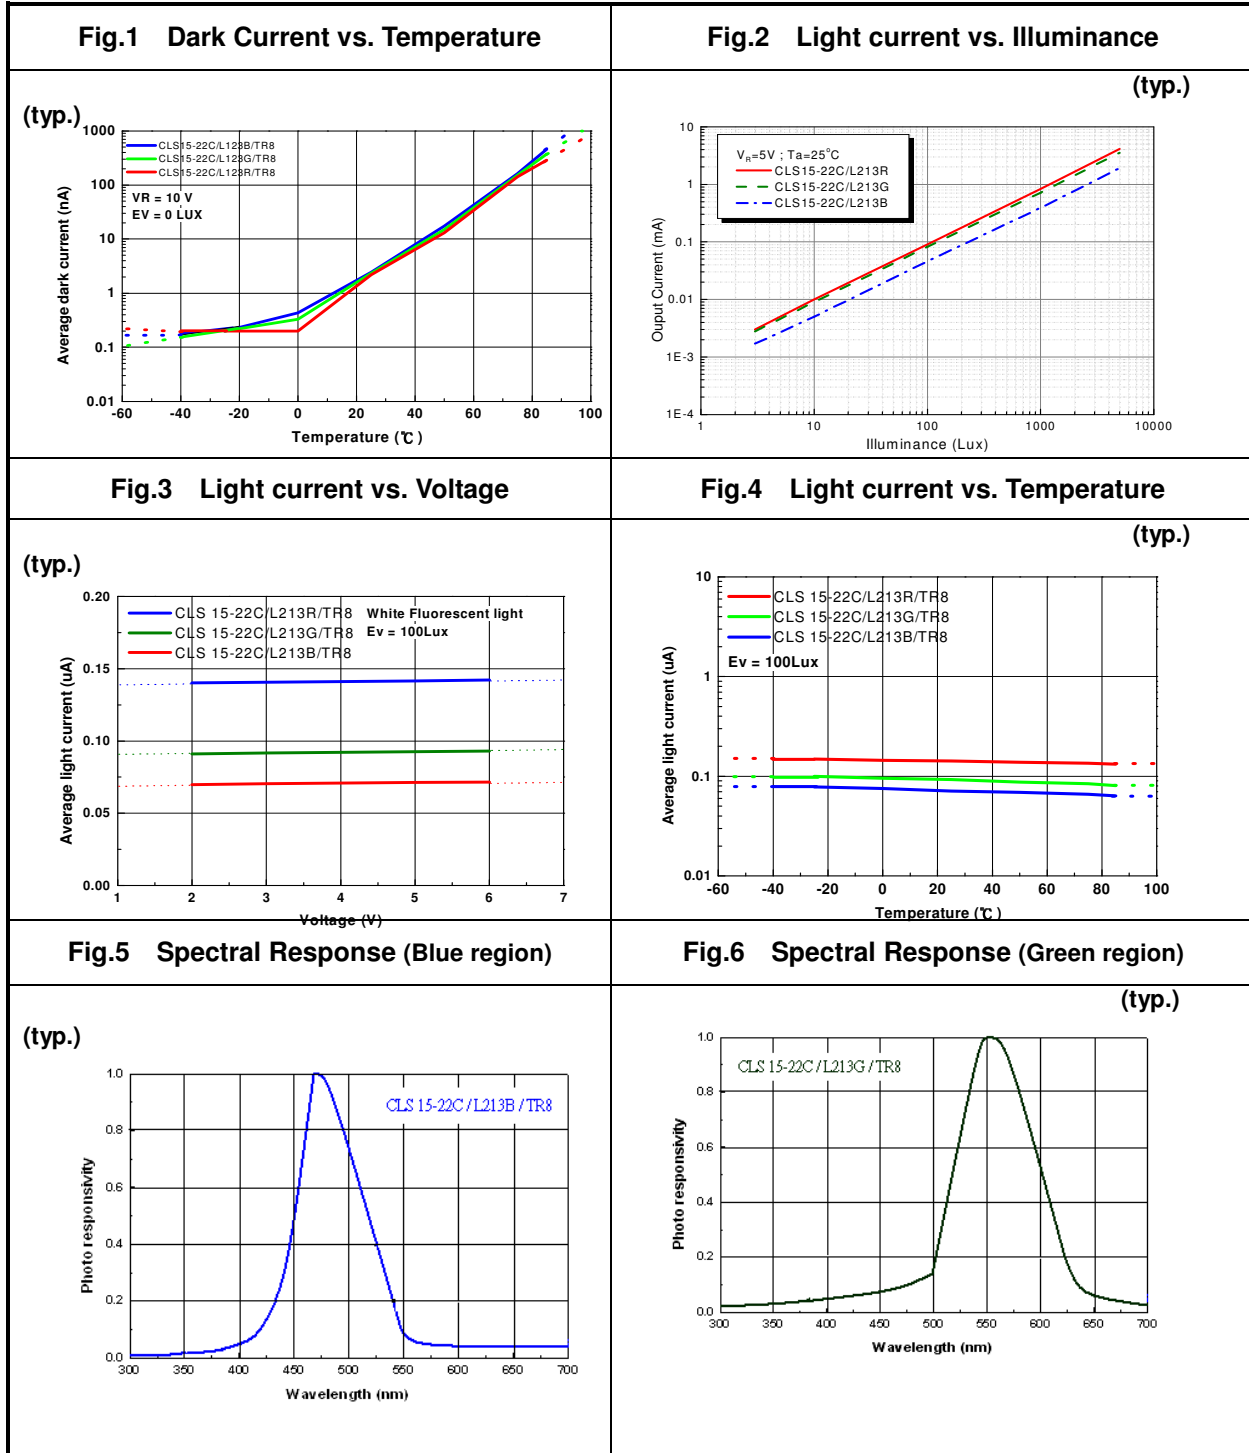 Fig.1 Dark Current vs. Temperature
Fig.2 Light current vs. Illuminance
(typ.)
1000
100
10
1
0.1
0.01
CLS15-22C/L123B/TR8
CLS15-22C/L123G/TR8
CLS15-22C/L123R/TR8
VR = 10 V
EV = 0 LUX
Average dark current (nA)
-60 -40 -20 0 20 40 60 80 100
Temperature (℃)
(typ.)
10
1
0.1
0.01
1E-3
1E-4
VR=5V ; Ta=25°C
CLS15-22C/L213R
CLS15-22C/L213G
CLS15-22C/L213B
Ouput Current (mA)
1 10 100 1000 10000
Illuminance (Lux)
Fig.3 Light current vs. Voltage
Fig.4 Light current vs. Temperature
(typ.)
0.20
0.15
0.10
0.05
0.00
CLS 15-22C/L213R/TR8
CLS 15-22C/L213G/TR8
CLS 15-22C/L213B/TR8
White Fluorescent light
Ev = 100Lux
Average light current (uA)
1 2 3 4 5 6 7
Voltage (V)
(typ.)
10
1
0.1
0.01
CLS 15-22C/L213R/TR8
CLS 15-22C/L213G/TR8
CLS 15-22C/L213B/TR8
Ev = 100Lux
Average light current (uA)
-60 -40 -20 0 20 40 60 80 100
Temperature (℃)
Fig.5 Spectral Response (Blue region)
Fig.6 Spectral Response (Green region)
(typ.)
1.0
0.8
0.6
0.4
0.2
0.0
CLS 15-22C / L213B / TR8
Photo responsivity
300 350 400 450 500 550 600 650 700
Wavelength (nm)
(typ.)
1.0
0.8
0.6
0.4
0.2
0.0
CLS 15-22C / L213G / TR8
Photo responsivity
300 350 400 450 500 550 600 650 700
Wavelength (nm)